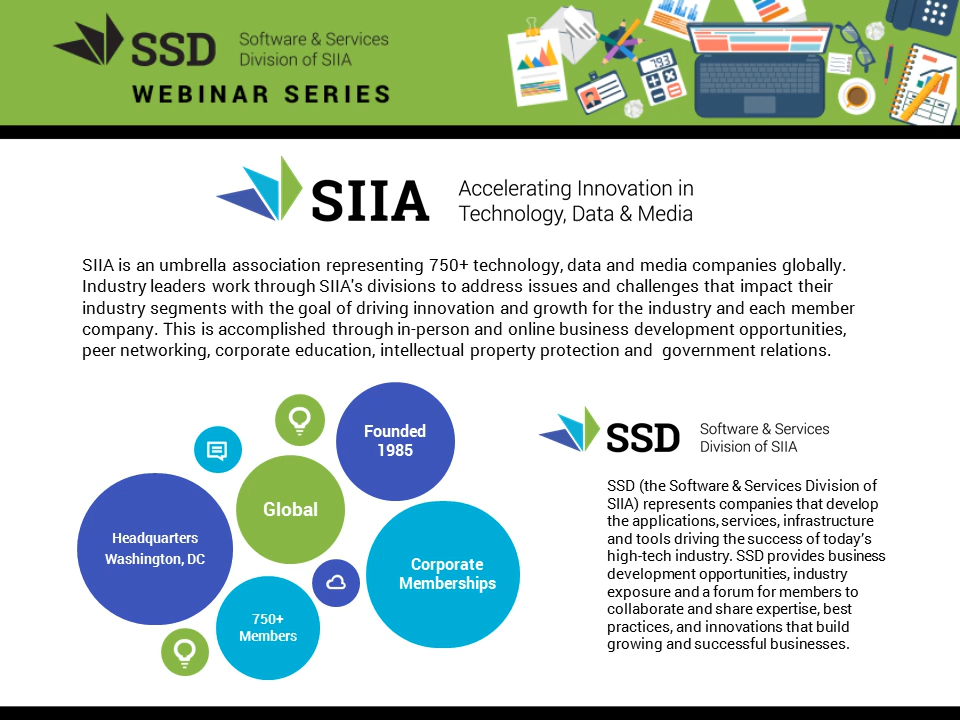 SSD
Software & Services
Division of SIIA
WEBINAR SERIES
793
SIIA
Accelerating Innovation in
Technology, Data & Media
SIIA is an umbrella association representing 750+ technology, data and media companies globally.
Industry leaders work through SIIA's divisions to address issues and challenges that impact their
industry segments with the goal of driving innovation and growth for the industry and each member
company. This is accomplished through in-person and online business development opportunities,
peer networking, corporate education, intellectual property protection and  government relations.
Founded
1985
Global
Headquarters
Washington, DC
Corporate
Memberships
750+
Members
SSD
Software & Services
Division of SIIA
SSD (the Software & Services Division of
SIIA) represents companies that develop
the applications, services, infrastructure
and tools driving the success of today's
high-tech industry. SSD provides business
development opportunities, industry
exposure and a forum for members to
collaborate and share expertise, best
practices, and innovations that build
growing and successful businesses.